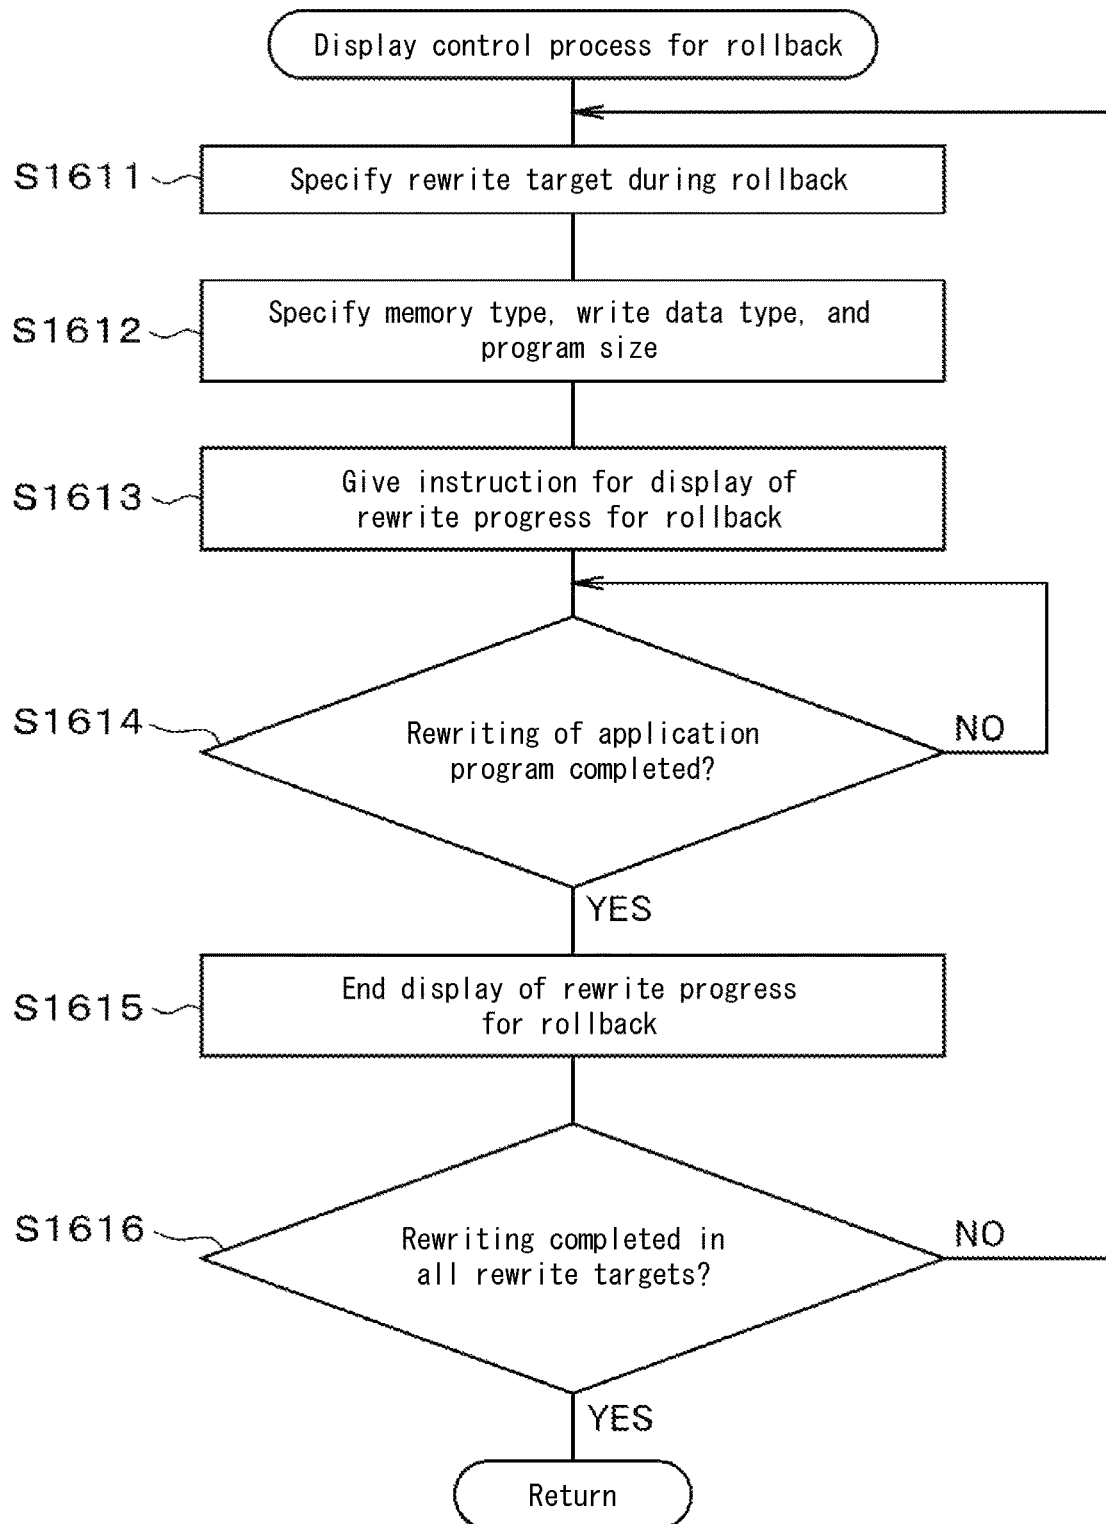 Display control process for rollback
S1611
Specify rewrite target during rollback
S1612
Specify memory type, write data type, and
program size
S1613
Give instruction for display of
rewrite progress for rollback
S1614
Rewriting of application
program completed?
NO
YES
S1615
End display of rewrite progress
for rollback
S1616
Rewriting completed in
all rewrite targets?
NO
YES
Return